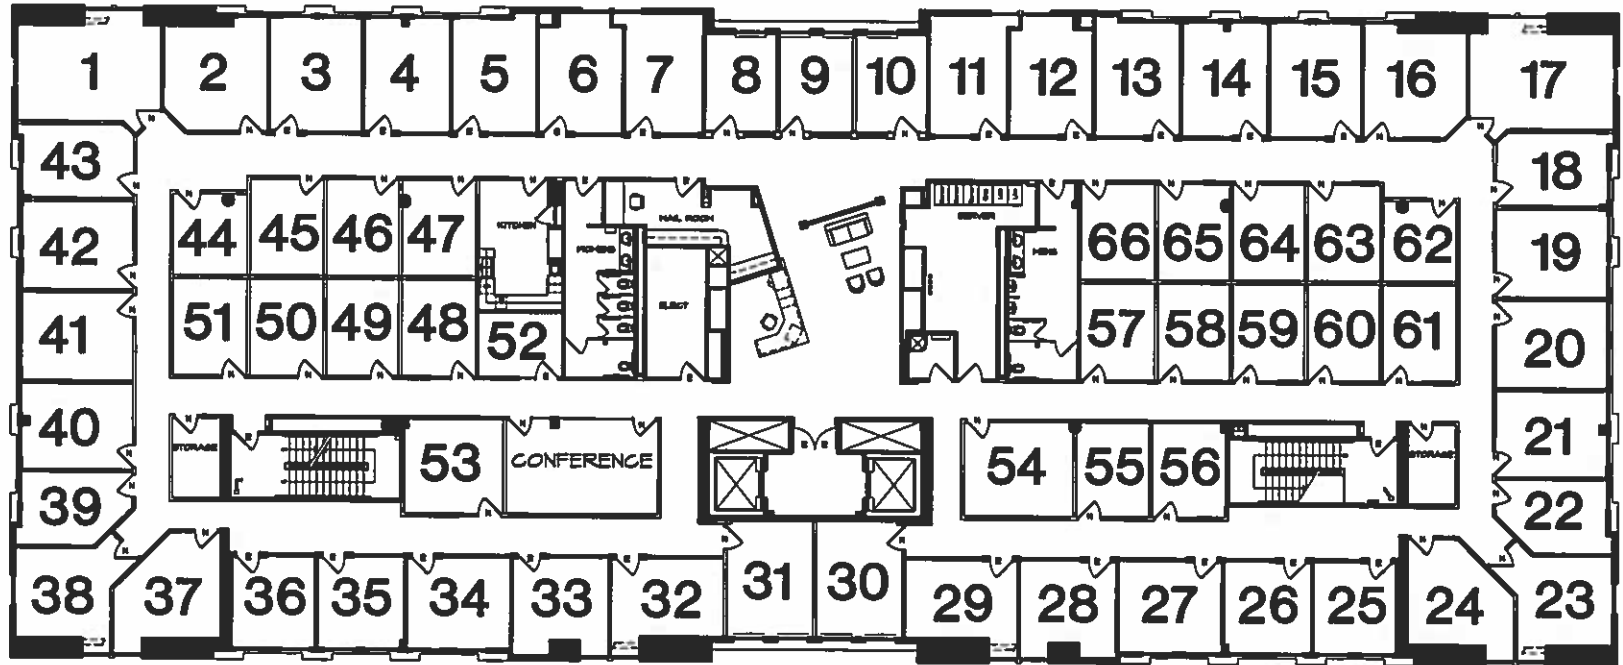 1 2 3 4 5 6 7 8 9 10 11 12 13 14 15 16 17
43 18
44 45 46 47 KITCHEN WOMENS MAIL ROOM SERVER MENS 66 65 64 63 62
42 19
51 50 49 48 52 ELECT 57 58 59 60 61
41 20
40 21
STORAGE 53 CONFERENCE 54 55 56 STORAGE
39 22
38 37 36 35 34 33 32 31 30 29 28 27 26 25 24 23